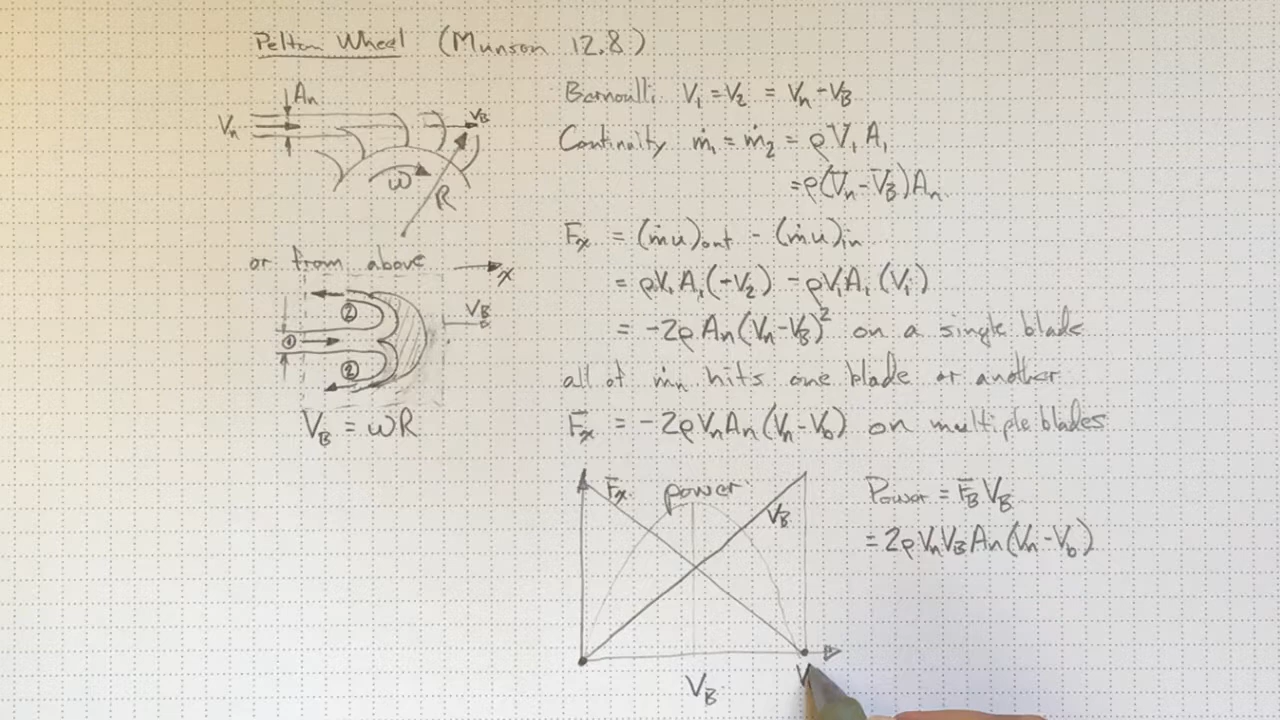 Pelton Wheel (Munson 12.8)
An
Vn
VB
ω
R
or from above
x
VB
②
①
②
VB = ωR
Bernoulli V₁ = V₂ = Vn - VB
Continuity ṁ₁ = ṁ₂ = ρV₁A₁
= ρ(Vn - VB)An
Fx = (ṁu)out - (ṁu)in
= ρV₁A₁(-V₂) - ρV₁A₁(V₁)
= -2ρAn(Vn-VB)² on a single blade
all of ṁn hits one blade or another
Fx = -2ρVnAn(Vn-Vb) on multiple blades
Fx
power
VB
VB
V
Power = FB VB
= 2ρVnVBAn(Vn-Vb)